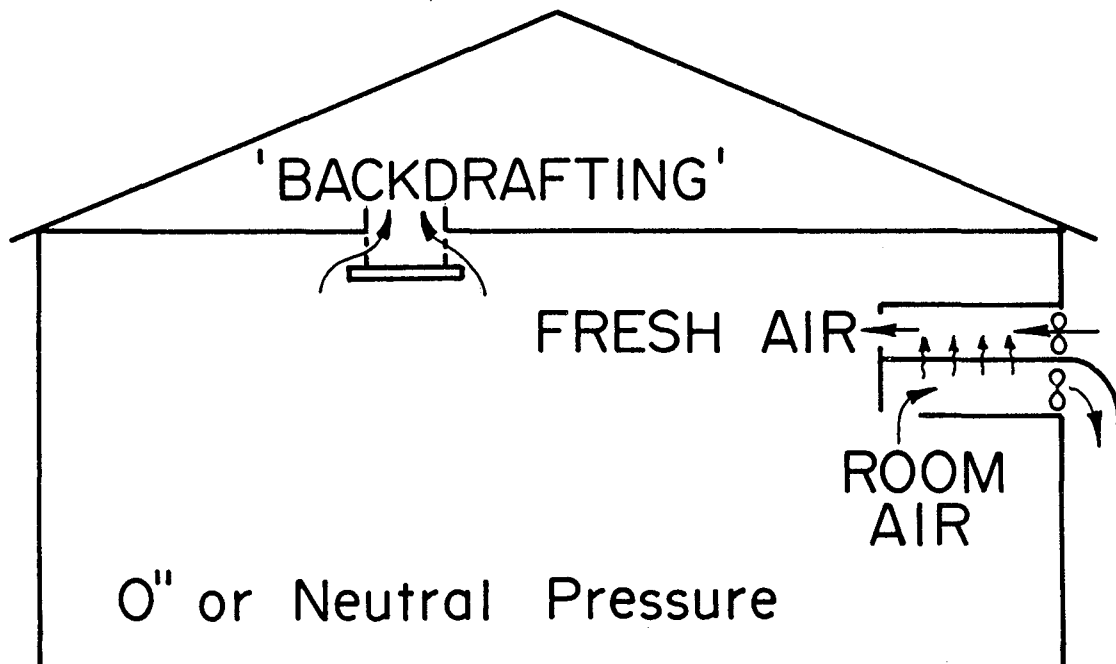 'BACKDRAFTING'
FRESH AIR
ROOM
AIR
0" or Neutral Pressure